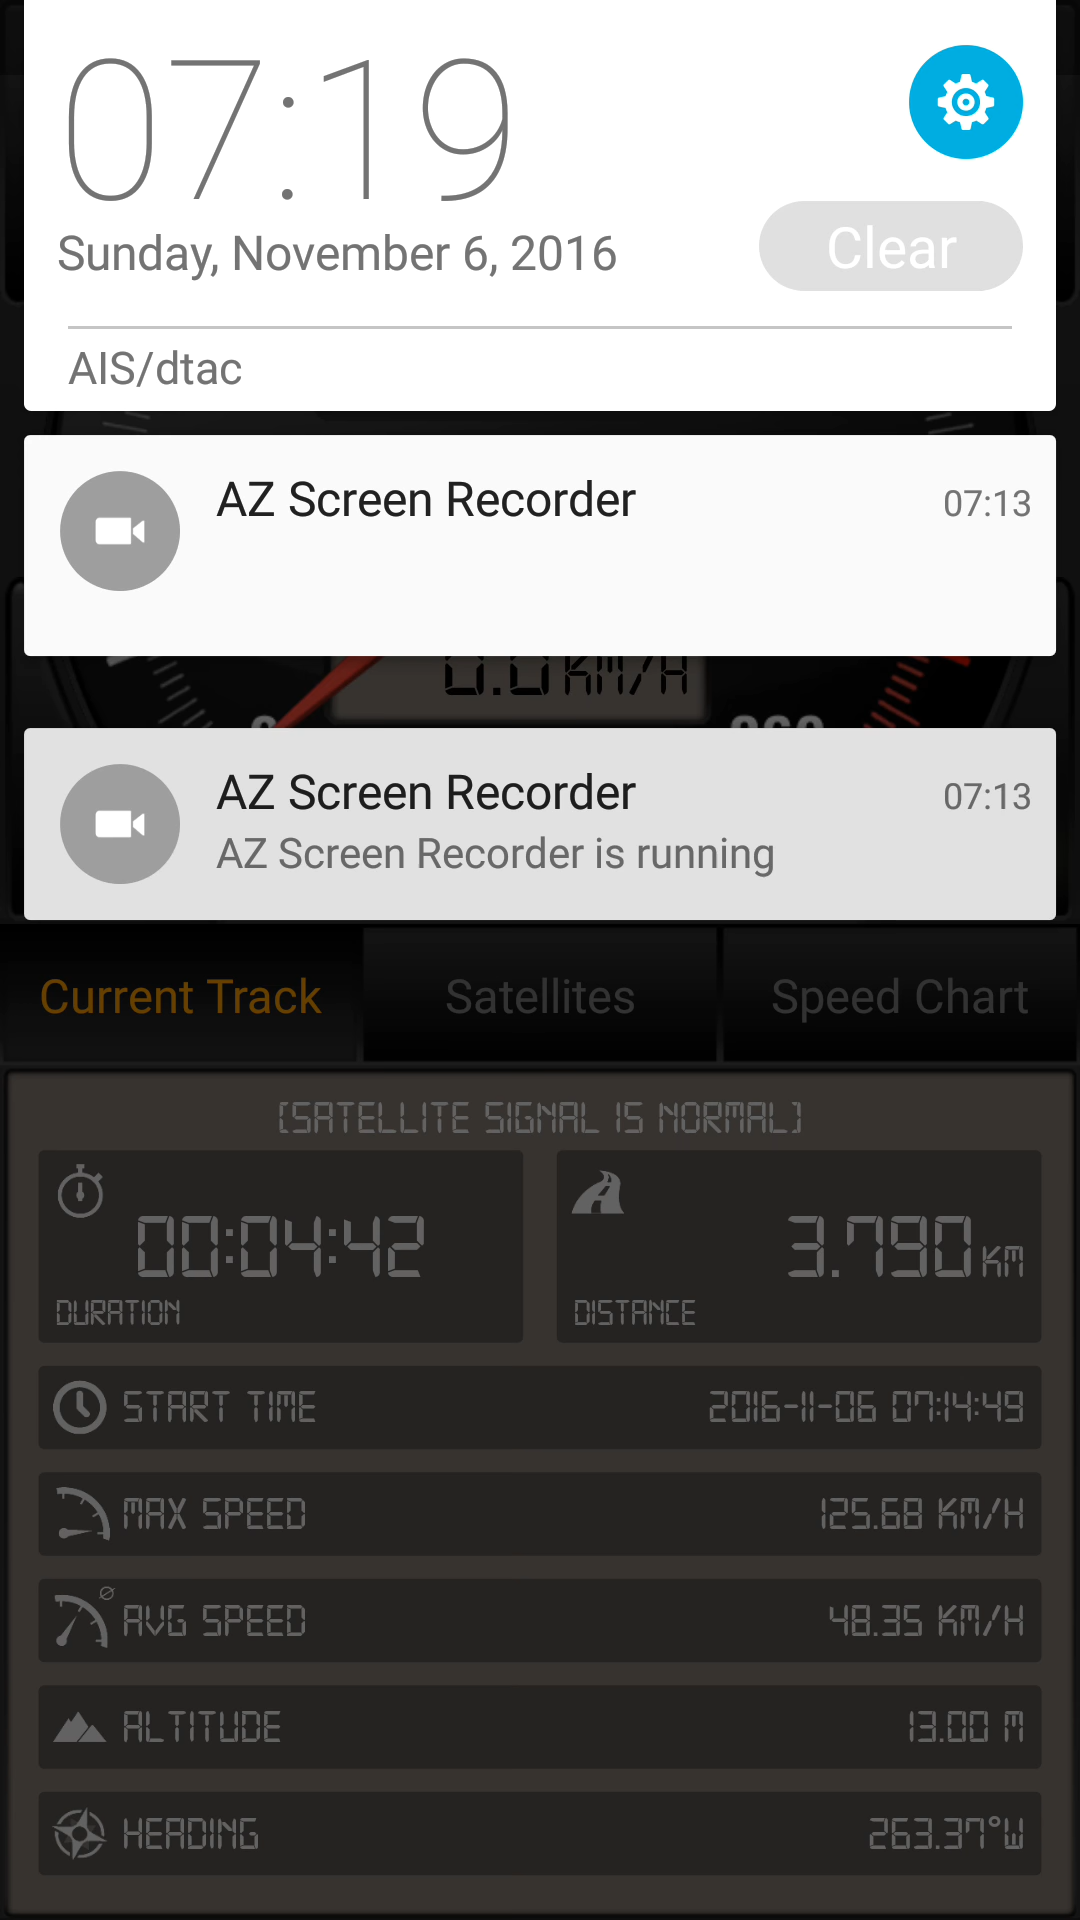 07:19
Sunday, November 6, 2016
Clear
AIS/dtac
AZ Screen Recorder 07:13
0.0 KM/H
AZ Screen Recorder 07:13
AZ Screen Recorder is running
Current Track Satellites Speed Chart
[SATELLITE SIGNAL IS NORMAL]
00:04:42 3.790 KM
DURATION DISTANCE
START TIME 2016-11-06 07:14:49
MAX SPEED 125.68 KM/H
AVG SPEED 48.35 KM/H
ALTITUDE 13.00 M
HEADING 263.37°W